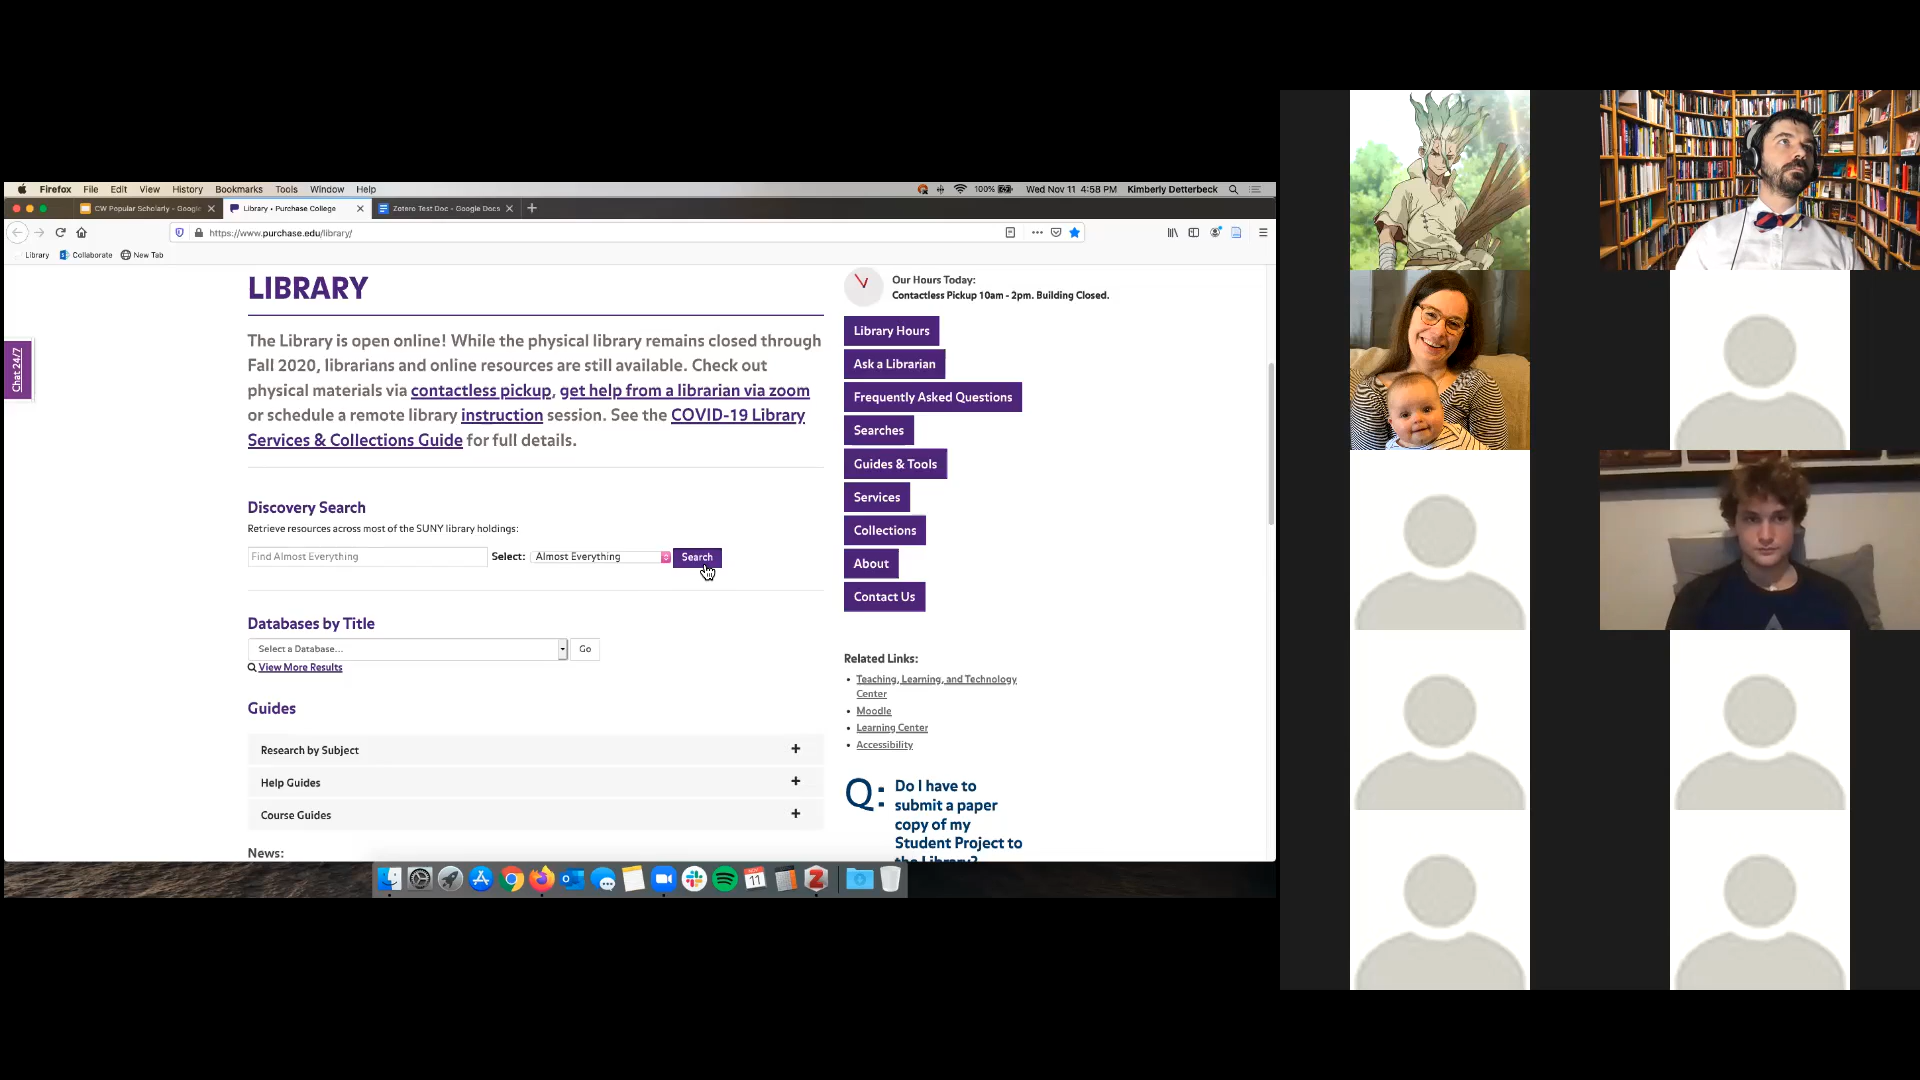 Firefox File Edit View History Bookmarks Tools Window Help
100% Wed Nov 11 4:58 PM Kimberly Detterbeck
CW Popular Scholarly - Google
Library • Purchase College
Zotero Test Doc - Google Docs
https://www.purchase.edu/library/
Library Collaborate New Tab
Chat 24/7
LIBRARY
The Library is open online! While the physical library remains closed through
Fall 2020, librarians and online resources are still available. Check out
physical materials via contactless pickup, get help from a librarian via zoom
or schedule a remote library instruction session. See the COVID-19 Library
Services & Collections Guide for full details.
Discovery Search
Retrieve resources across most of the SUNY library holdings:
Find Almost Everything Select: Almost Everything Search
Databases by Title
Select a Database... Go
View More Results
Guides
Research by Subject +
Help Guides +
Course Guides +
News:
Our Hours Today:
Contactless Pickup 10am - 2pm. Building Closed.
Library Hours
Ask a Librarian
Frequently Asked Questions
Searches
Guides & Tools
Services
Collections
About
Contact Us
Related Links:
• Teaching, Learning, and Technology
Center
• Moodle
• Learning Center
• Accessibility
Q: Do I have to
submit a paper
copy of my
Student Project to
the Library?
NOV
11
Z